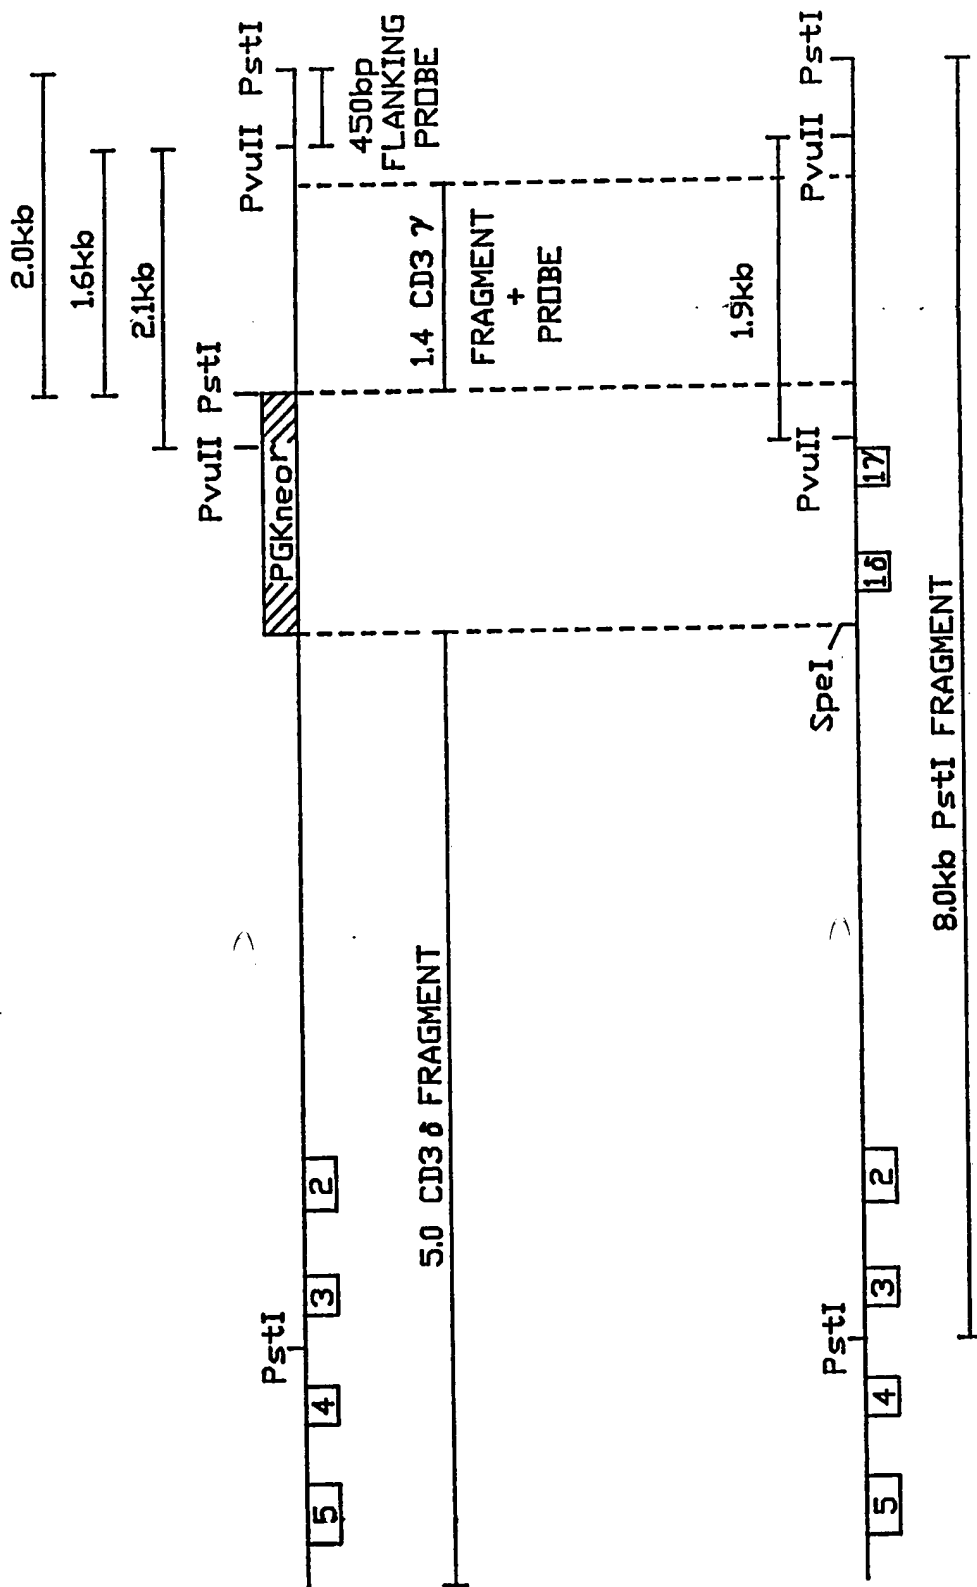 2.0kb
1.6kb
2.1kb
PvuII PstI
PvuII PstI
PGKneor
450bp
FLANKING
PROBE
PstI
5
4
3
2
5.0 CD3 δ FRAGMENT
1.4 CD3 γ
FRAGMENT
+
PROBE
1.9kb
PstI
SpeI
PvuII
PvuII PstI
5
4
3
2
1δ
1γ
8.0kb PstI FRAGMENT